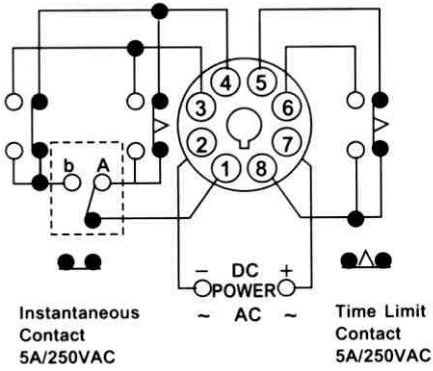 4 5
3 6
2 7
1 8
b A
− DC +
POWER
~ AC ~
Instantaneous
Contact
5A/250VAC
Time Limit
Contact
5A/250VAC